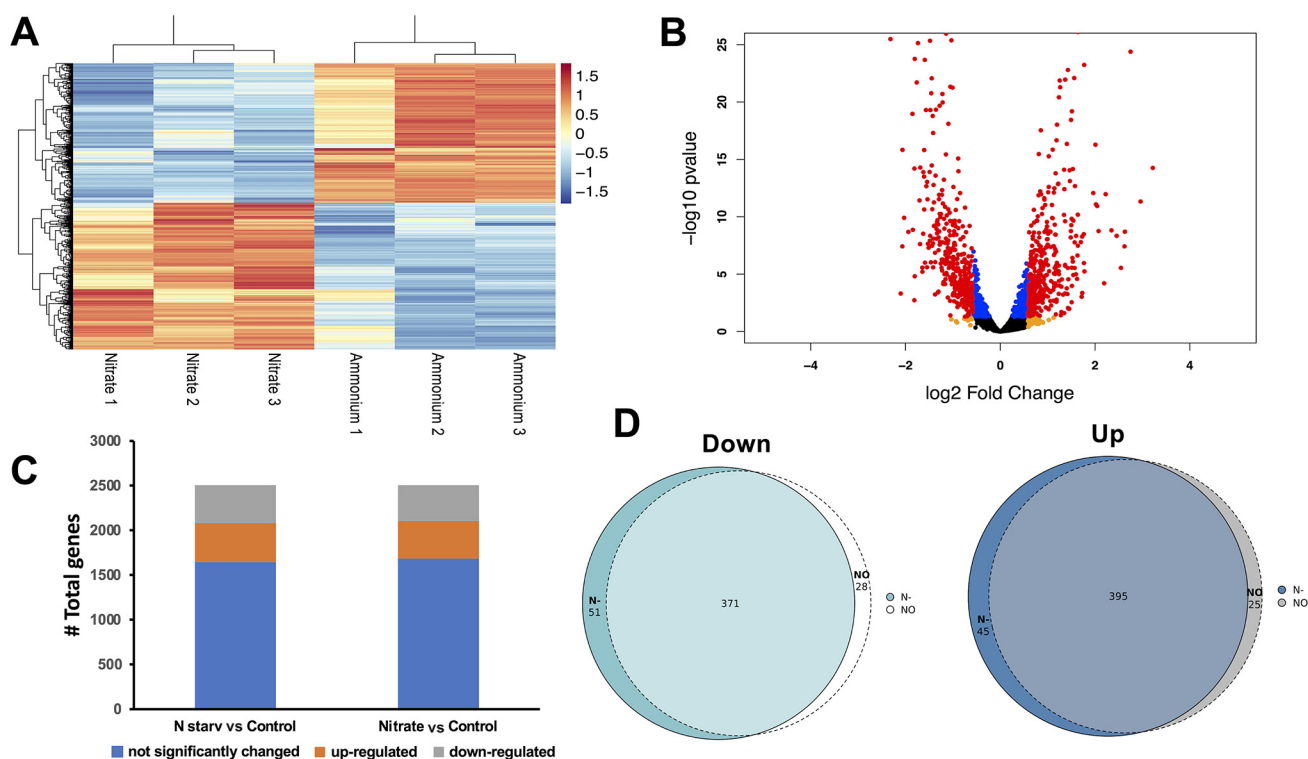 A
1.5
1
0.5
0
−0.5
−1
−1.5
Nitrate 1
Nitrate 2
Nitrate 3
Ammonium 1
Ammonium 2
Ammonium 3
B
25
20
15
10
5
0
−log10 pvalue
−4 −2 0 2 4
log2 Fold Change
C
3000
2500
2000
1500
1000
500
0
# Total genes
N starv vs Control Nitrate vs Control
not significantly changed up-regulated down-regulated
D
Down
N-
51
371
NO
28
N-
NO
Up
N-
45
395
NO
25
N-
NO